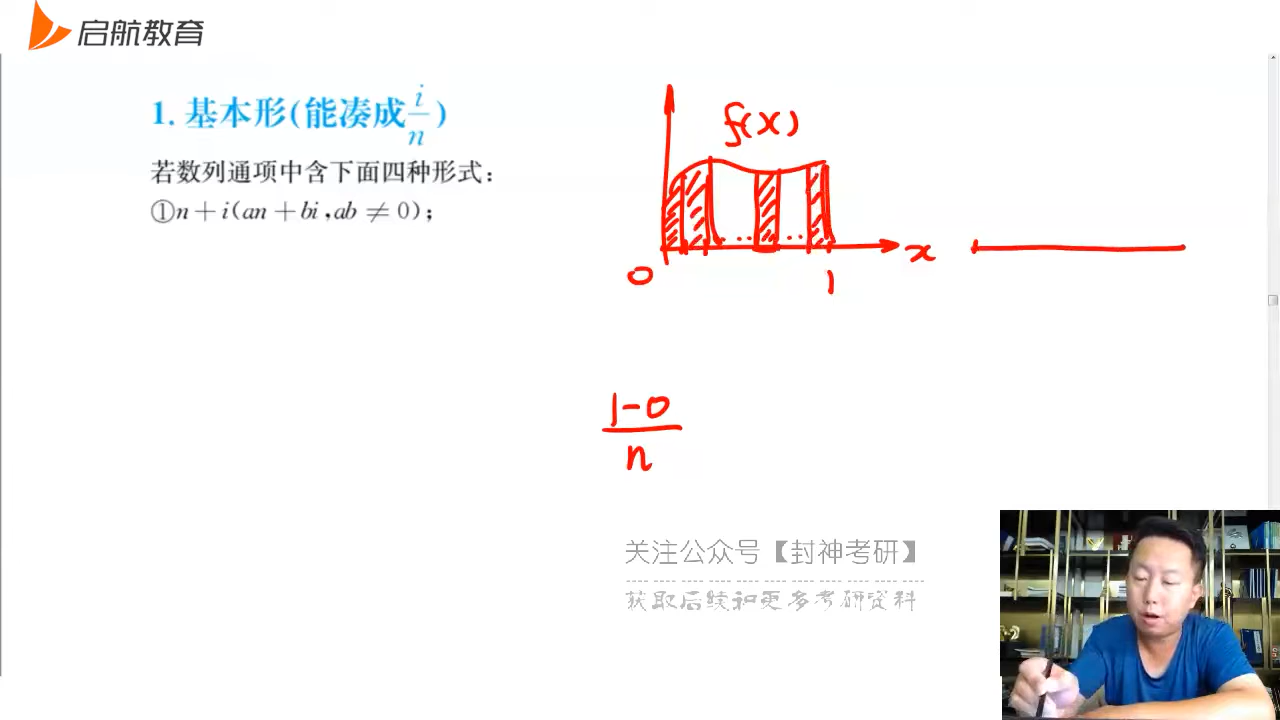 启航教育
1. 基本形(能凑成 i/n)
若数列通项中含下面四种形式:
①n+i(an+bi,ab≠0);
f(x)
0
1
x
1-0
n
关注公众号【封神考研】
获取后续和更多考研资料